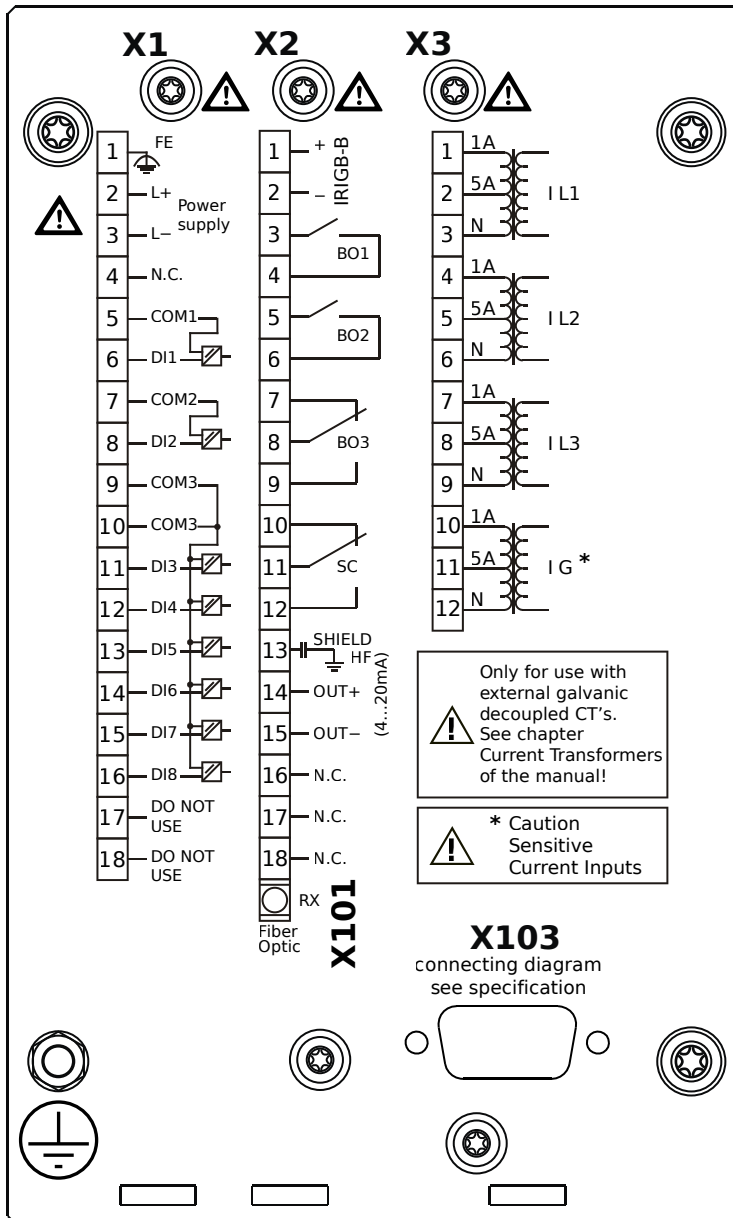 X1
X2
X3
1 FE
2 L+
Power
supply
3 L−
4 N.C.
5 COM1
6 DI1
7 COM2
8 DI2
9 COM3
10 COM3
11 DI3
12 DI4
13 DI5
14 DI6
15 DI7
16 DI8
17 DO NOT
USE
18 DO NOT
USE
1 +
2 −
IRIGB-B
3
4
BO1
5
6
BO2
7
8
BO3
9
10
11
SC
12
13 SHIELD
HF
14 OUT+
15 OUT−
(4...20mA)
16 N.C.
17 N.C.
18 N.C.
RX
Fiber
Optic
X101
1 1A
2 5A I L1
3 N
4 1A
5 5A I L2
6 N
7 1A
8 5A I L3
9 N
10 1A
11 5A I G *
12 N
Only for use with
external galvanic
decoupled CT's.
See chapter
Current Transformers
of the manual!
* Caution
Sensitive
Current Inputs
X103
connecting diagram
see specification